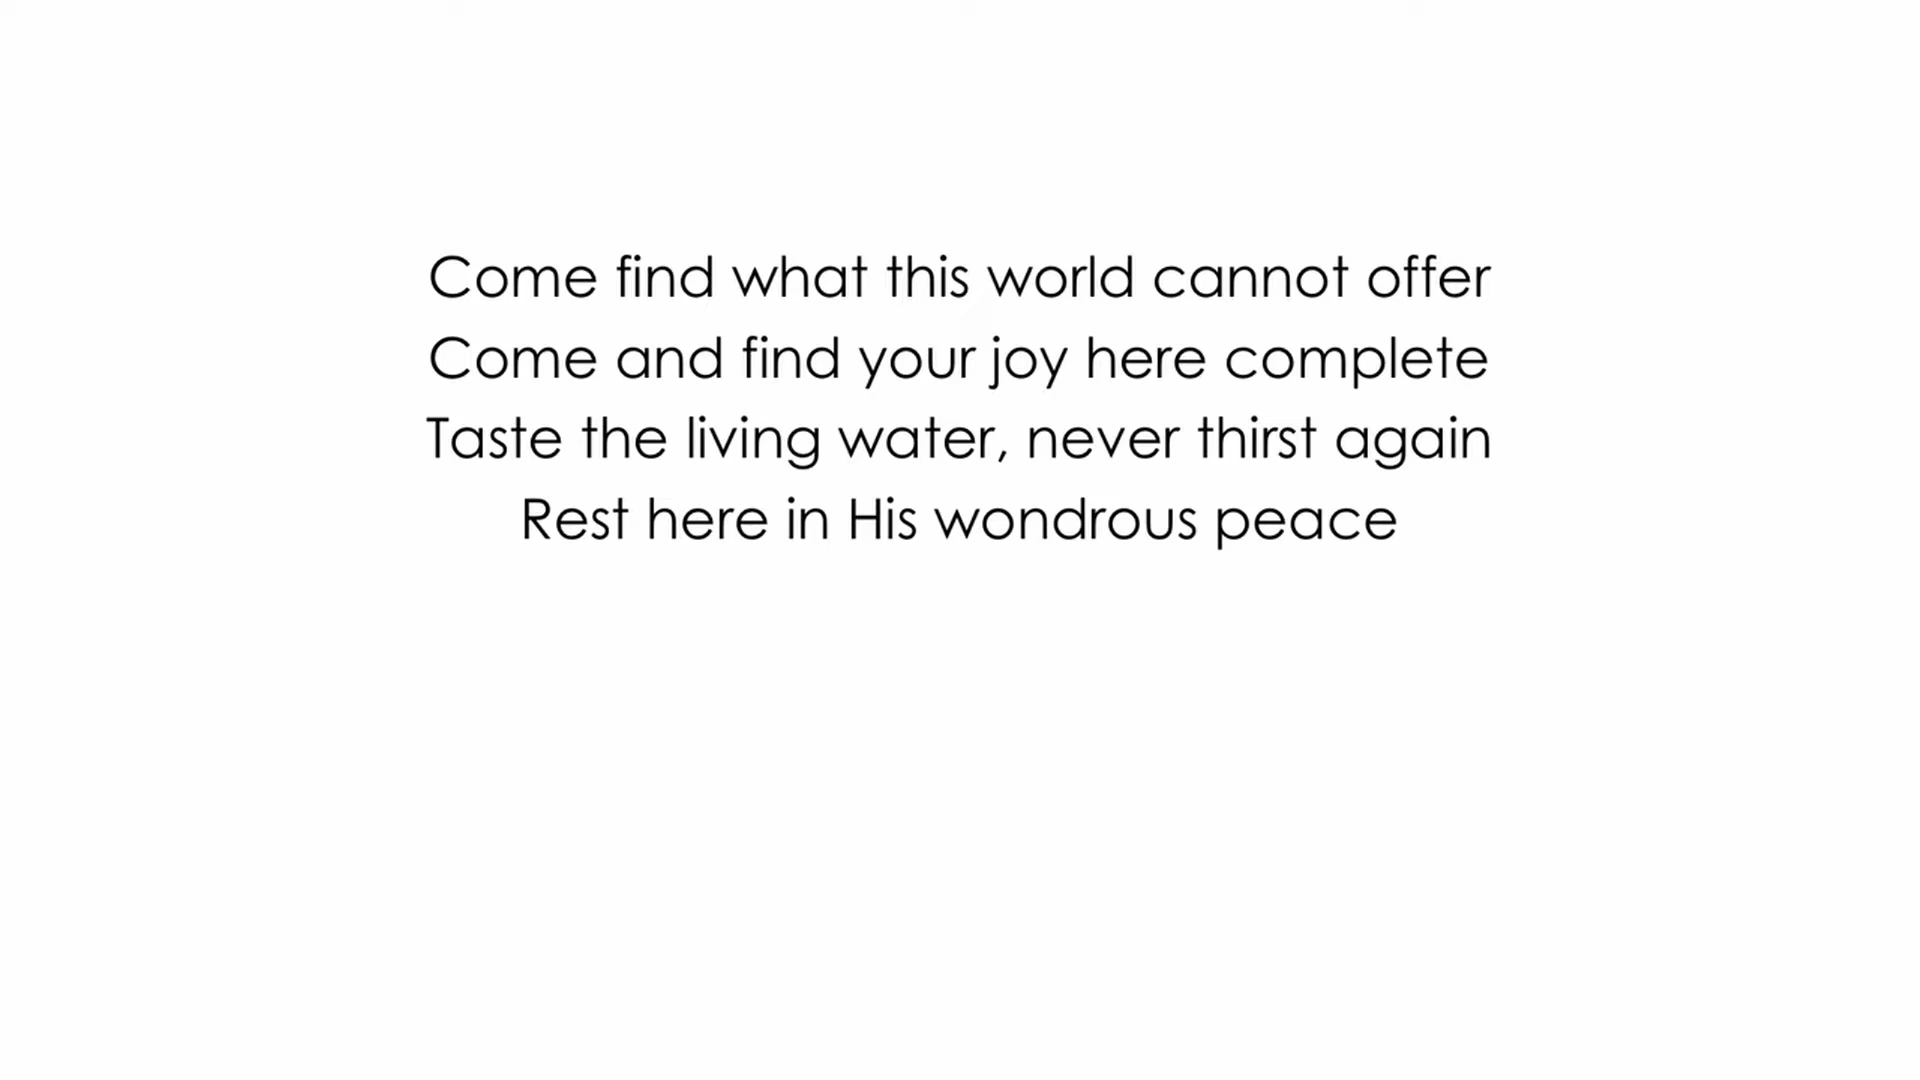 Come find what this world cannot offer
Come and find your joy here complete
Taste the living water, never thirst again
Rest here in His wondrous peace